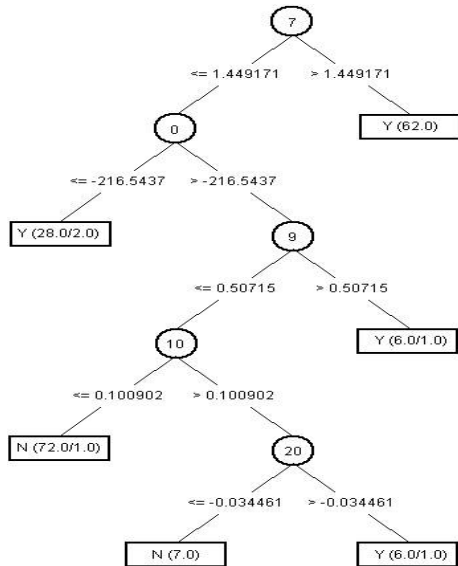 7
<= 1.449171 > 1.449171
0 Y (62.0)
<= -216.5437 > -216.5437
Y (28.0/2.0) 9
<= 0.50715 > 0.50715
10 Y (6.0/1.0)
<= 0.100902 > 0.100902
N (72.0/1.0) 20
<= -0.034461 > -0.034461
N (7.0) Y (6.0/1.0)